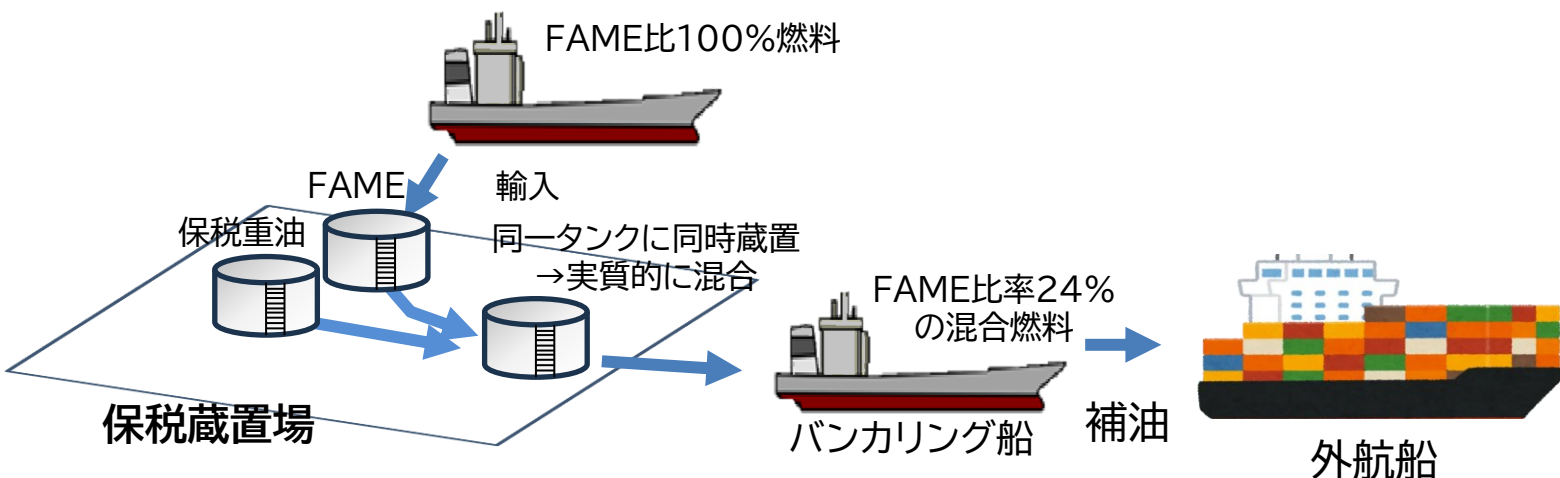 FAME比100%燃料
FAME
輸入
保税重油
同一タンクに同時蔵置
→実質的に混合
FAME比率24%
の混合燃料
保税蔵置場
バンカリング船
補油
外航船